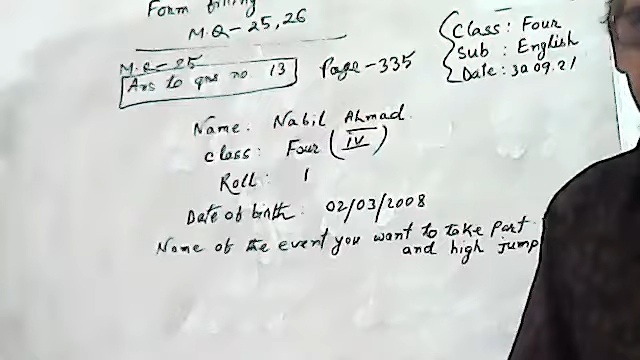 Form filling
M.Q - 25, 26
M.Q - 25
Ans to qns no 13 Page - 335
Class : Four
Sub : English
Date : 30.09.21
Name : Nabil Ahmad.
class : Four (IV)
Roll : 1
Date of birth : 02/03/2008
Name of the event you want to take part
and high jump